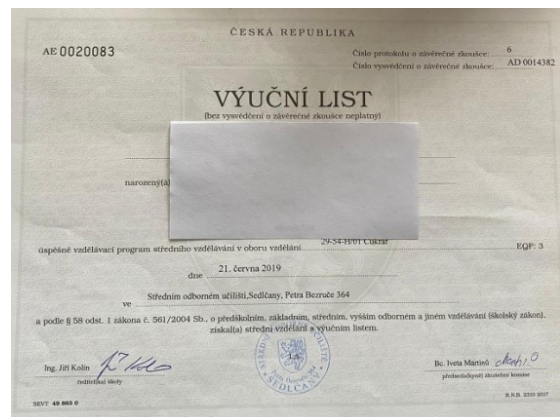 ČESKÁ REPUBLIKA
AE 0020083
Číslo protokolu o závěrečné zkoušce: 6
Číslo vysvědčení o závěrečné zkoušce: AD 0014382
VÝUČNÍ LIST
(bez vysvědčení o závěrečné zkoušce neplatný)
narozený(á)
úspěšně vzdělávací program středního vzdělávání v oboru vzdělání 29-54-H/01 Cukrář EQF: 3
dne 21. června 2019
ve Středním odborném učilišti,Sedlčany, Petra Bezruče 364
a podle § 58 odst. 1 zákona č. 561/2004 Sb., o předškolním, základním, středním, vyšším odborném a jiném vzdělávání (školský zákon),
získal(a) střední vzdělání s výučním listem.
Ing. Jiří Kolín
ředitel(ka) školy
SEDLČANY
Bc. Iveta Martinů
předseda(kyně) zkušební komise
SEVT 49 863 0